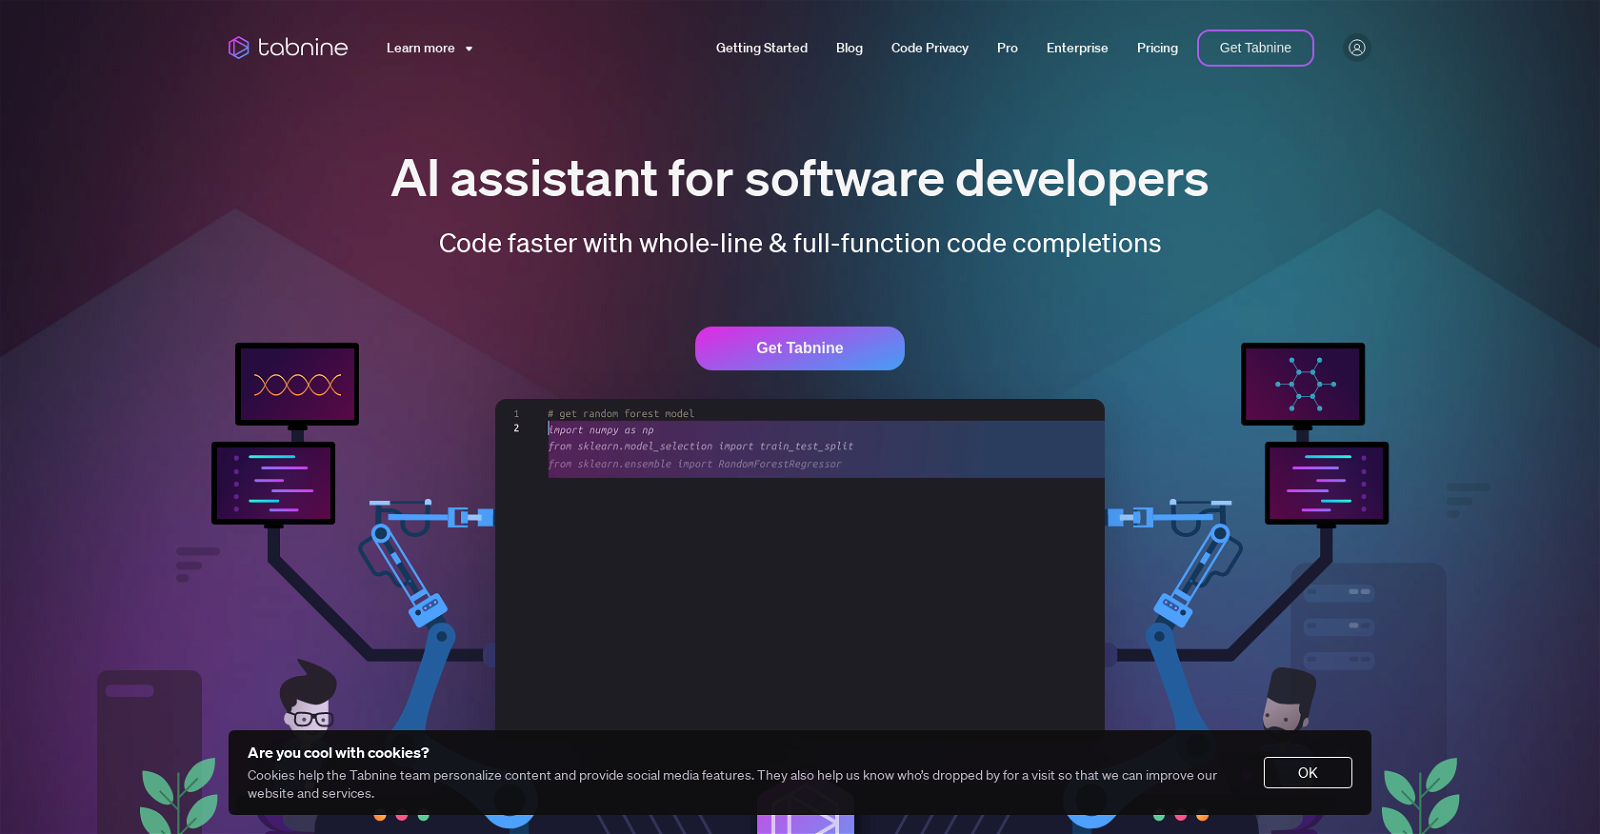 tabnine
Learn more
Getting Started
Blog
Code Privacy
Pro
Enterprise
Pricing
Get Tabnine
AI assistant for software developers
Code faster with whole-line & full-function code completions
Get Tabnine
1 # get random forest model
2 import numpy as np
from sklearn.model_selection import train_test_split
from sklearn.ensemble import RandomForestRegressor
Are you cool with cookies?
Cookies help the Tabnine team personalize content and provide social media features. They also help us know who's dropped by for a visit so that we can improve our
website and services.
OK